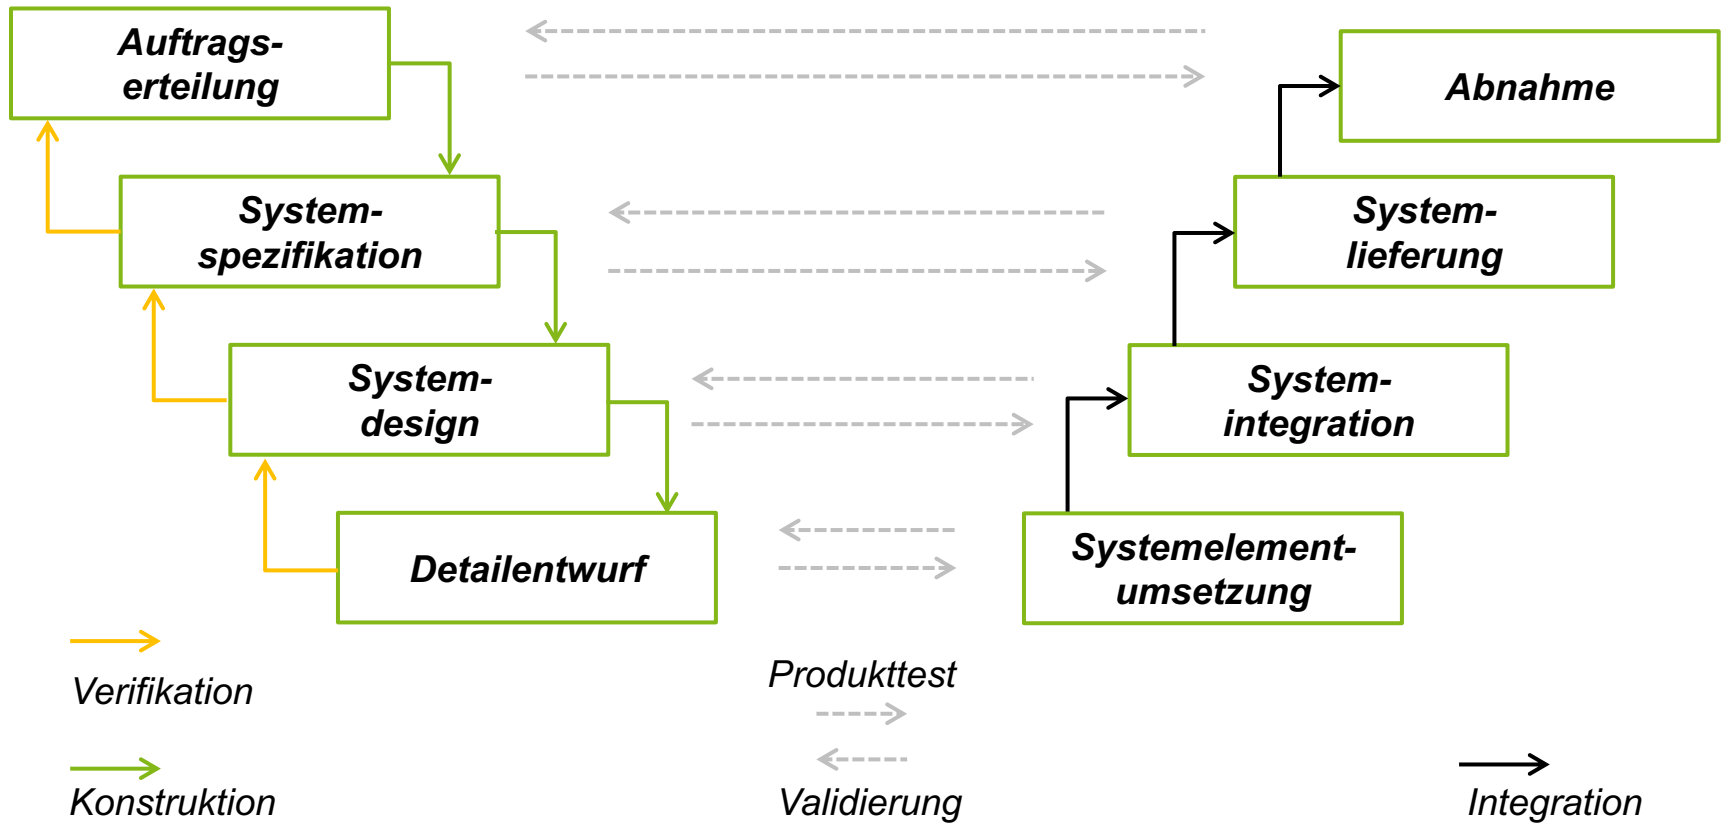 Auftrags-
erteilung
Abnahme
System-
spezifikation
System-
lieferung
System-
design
System-
integration
Detailentwurf
Systemelement-
umsetzung
Verifikation
Produkttest
Konstruktion
Validierung
Integration